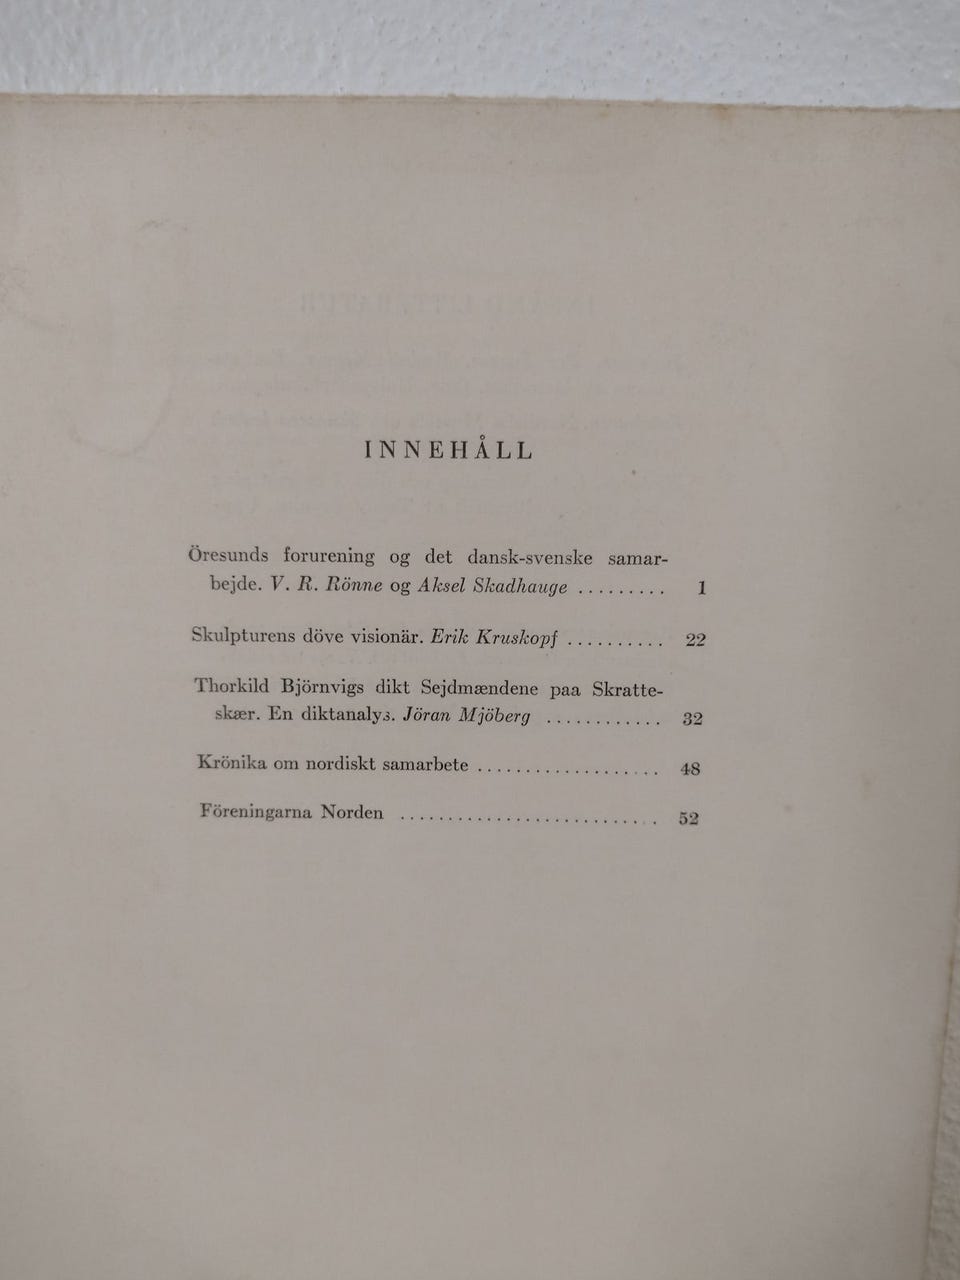 INNEHÅLL
Öresunds forurening og det dansk-svenske samar-
bejde. V. R. Rönne og Aksel Skadhauge ......... 1
Skulpturens döve visionär. Erik Kruskopf .......... 22
Thorkild Björnvigs dikt Sejdmændene paa Skratte-
skær. En diktanalys. Jöran Mjöberg ............ 32
Krönika om nordiskt samarbete ................... 48
Föreningarna Norden ........................... 52